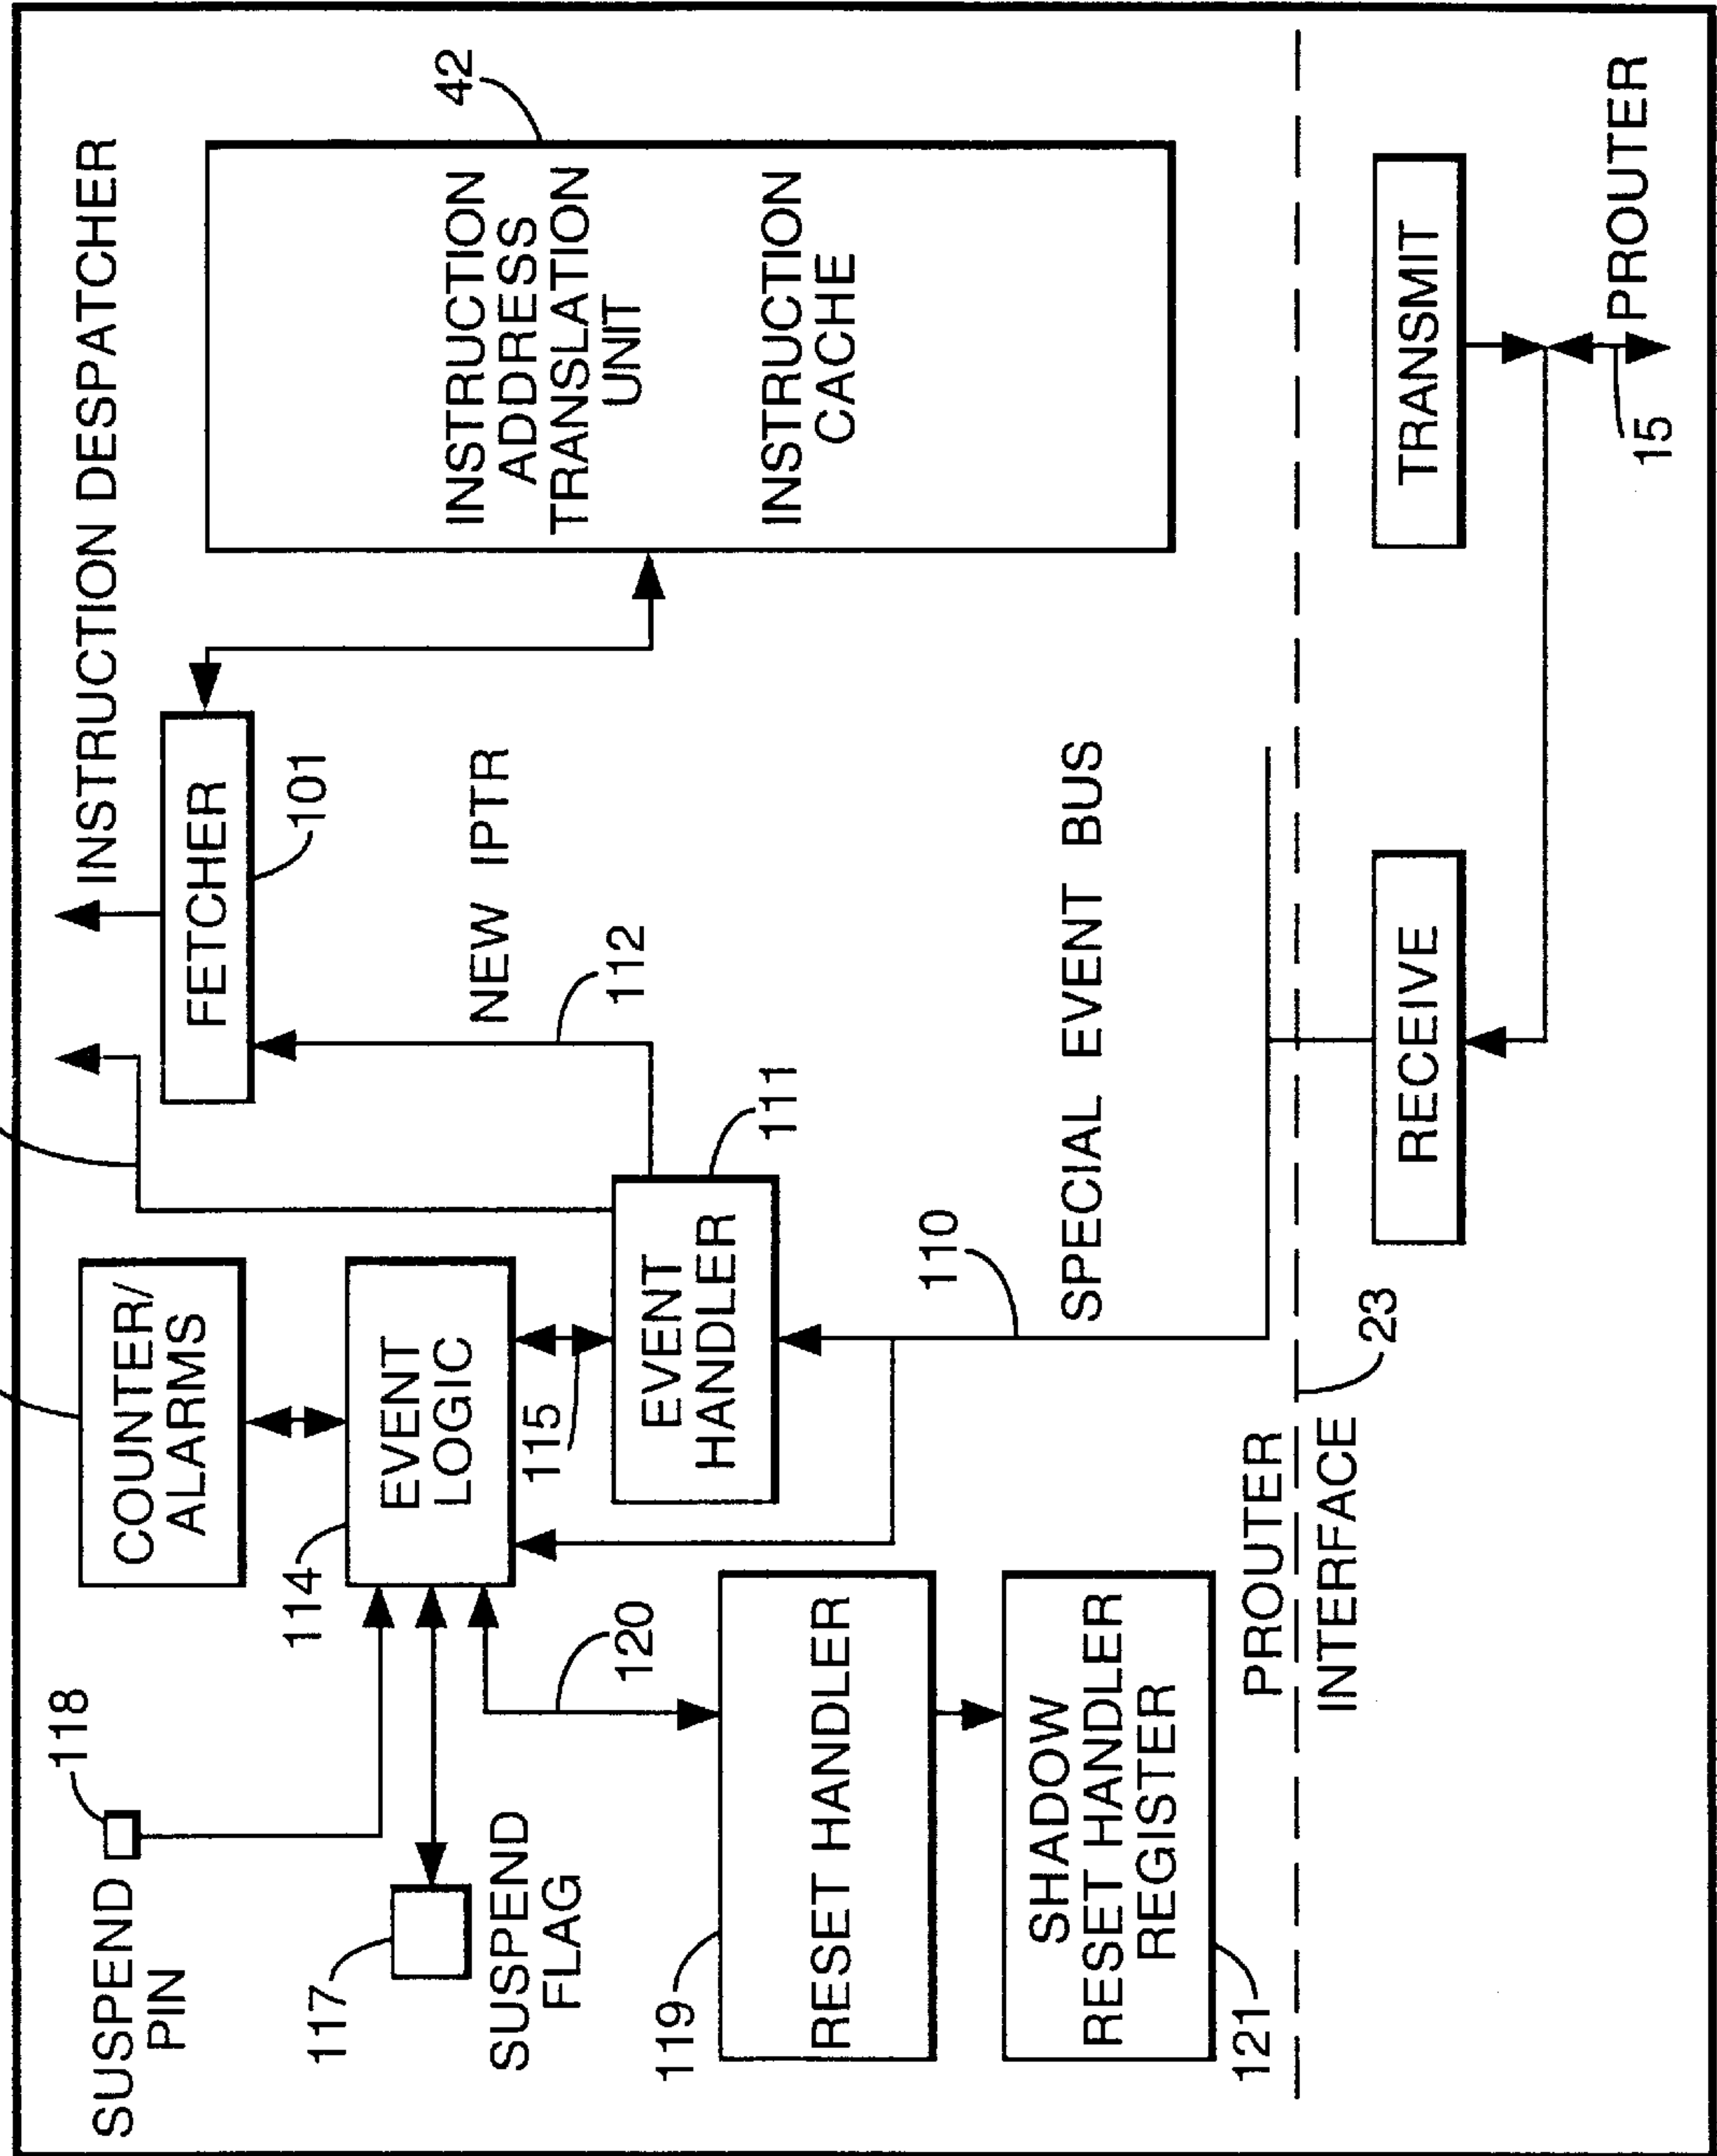 SUSPEND
PIN
118
COUNTER/
ALARMS
INSTRUCTION DESPATCHER
117
SUSPEND
FLAG
114
EVENT
LOGIC
FETCHER
101
42
INSTRUCTION
ADDRESS
TRANSLATION
UNIT
INSTRUCTION
CACHE
120
115
NEW IPTR
112
119
RESET HANDLER
EVENT
HANDLER
111
110
SHADOW
RESET HANDLER
REGISTER
121
SPECIAL EVENT BUS
PROUTER
INTERFACE
23
RECEIVE
TRANSMIT
15
PROUTER